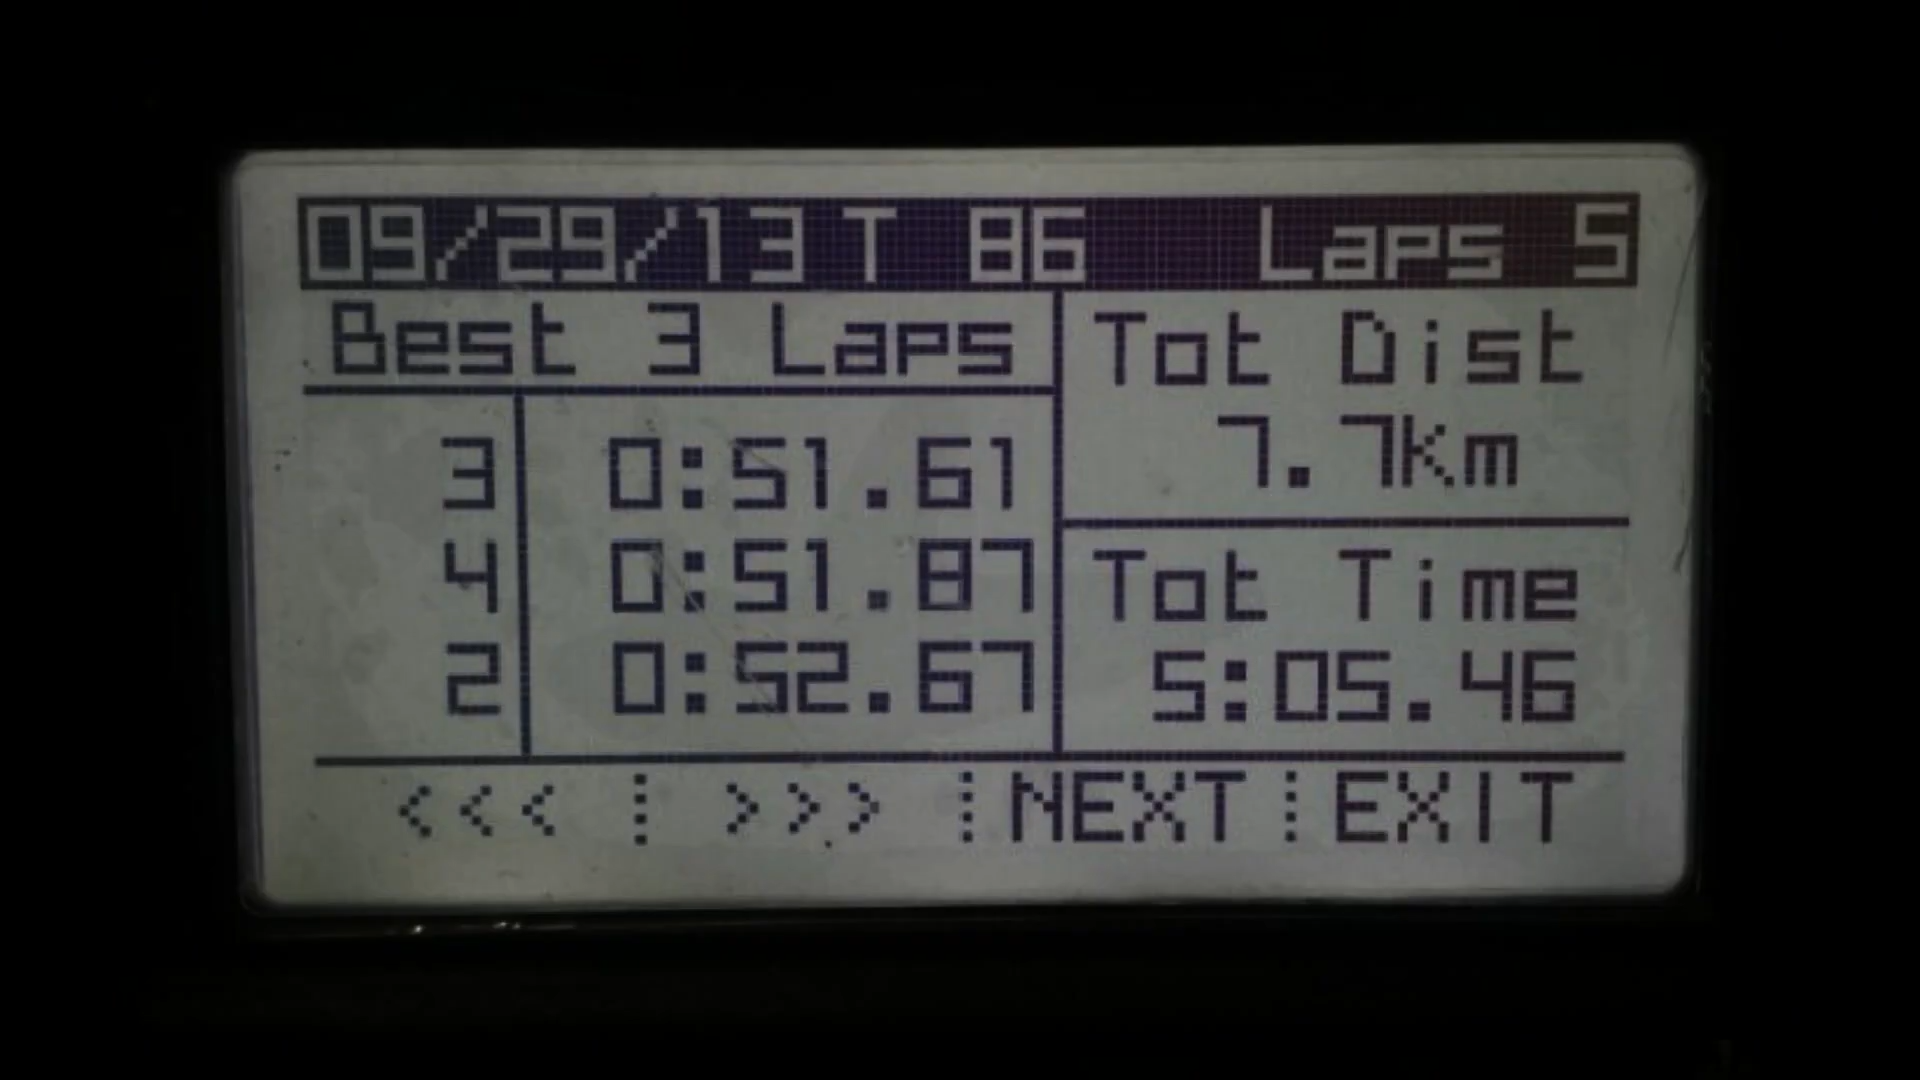 09/29/13 T 86 Laps 5
Best 3 Laps
3 0:51.61
4 0:51.87
2 0:52.67
Tot Dist
7.7km
Tot Time
5:05.46
<<< >>> NEXT EXIT